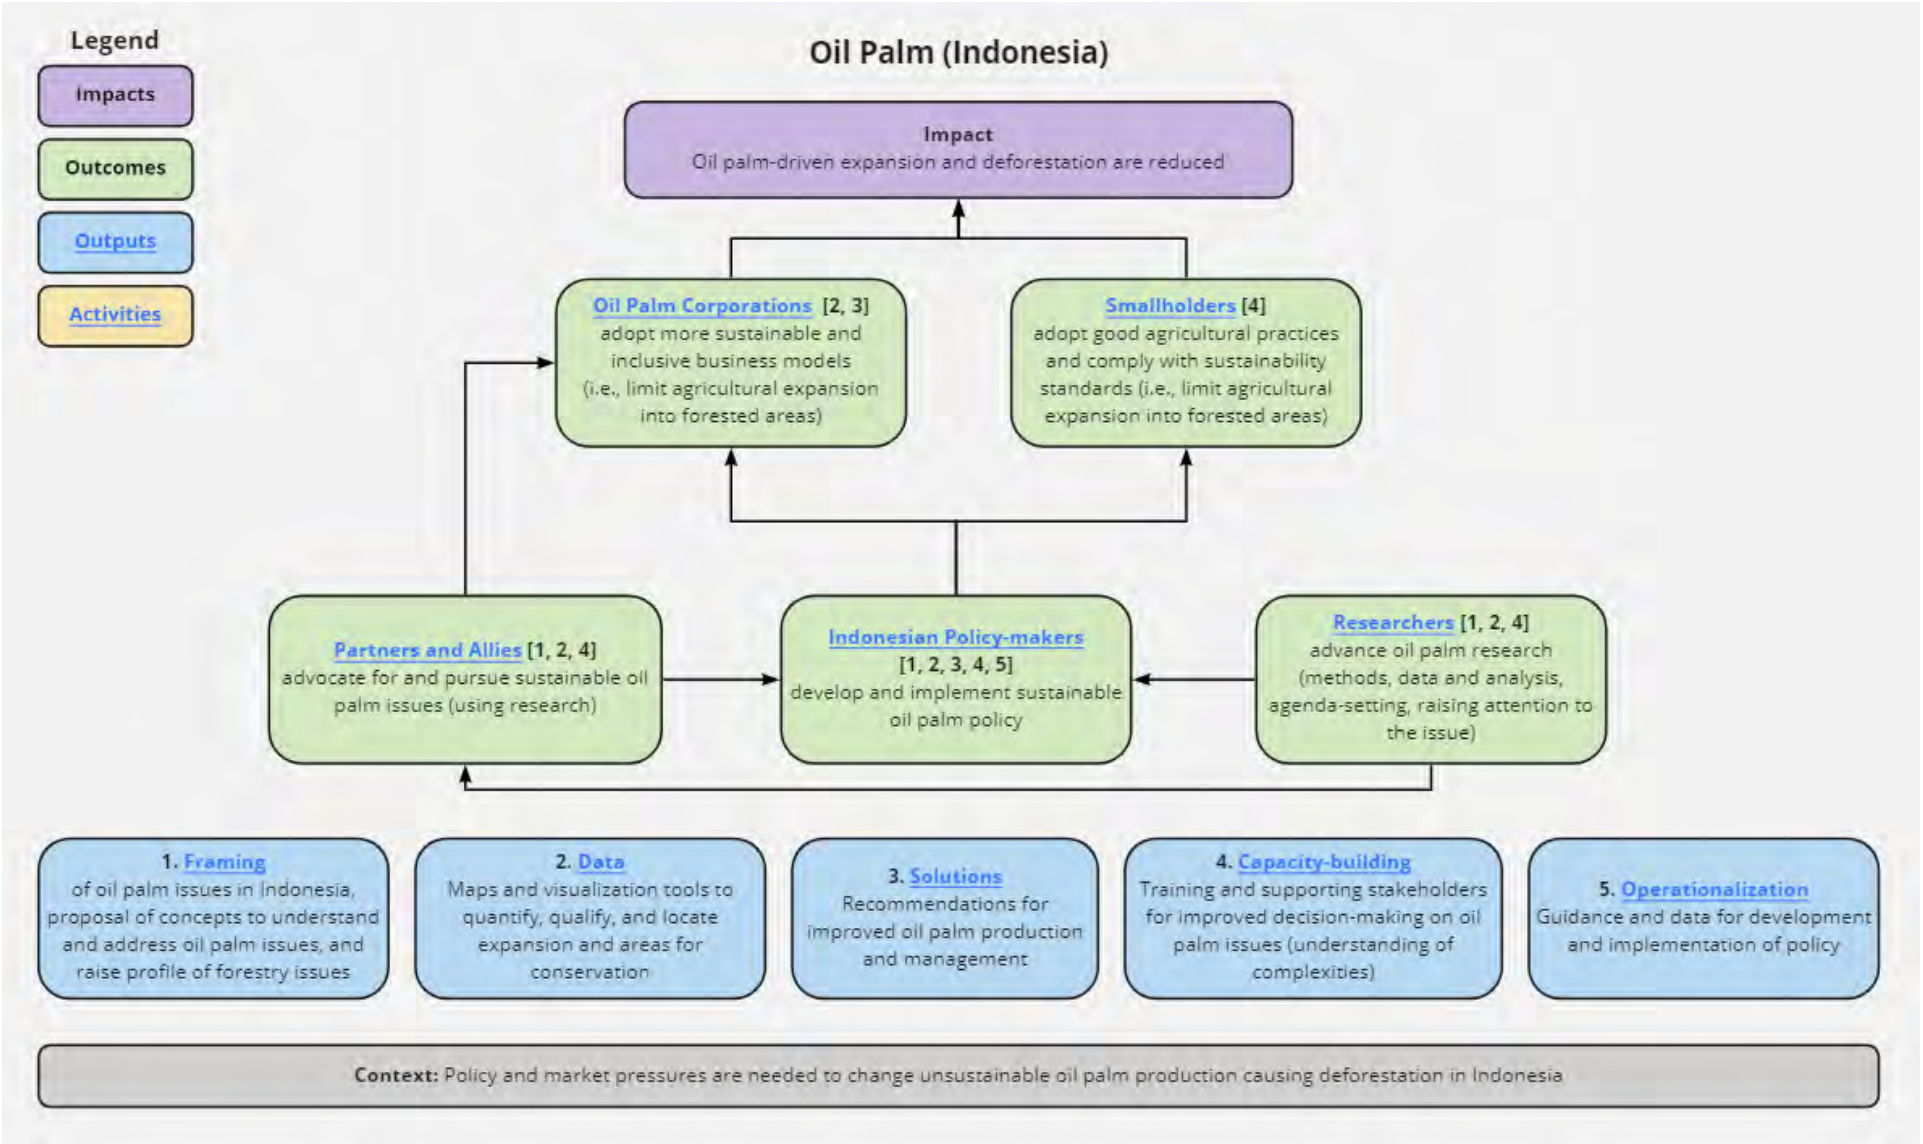 Legend
Impacts
Outcomes
Outputs
Activities
Oil Palm (Indonesia)
Impact
Oil palm-driven expansion and deforestation are reduced
Oil Palm Corporations [2, 3]
adopt more sustainable and
inclusive business models
(i.e., limit agricultural expansion
into forested areas)
Smallholders [4]
adopt good agricultural practices
and comply with sustainability
standards (i.e., limit agricultural
expansion into forested areas)
Partners and Allies [1, 2, 4]
advocate for and pursue sustainable oil
palm issues (using research)
Indonesian Policy-makers
[1, 2, 3, 4, 5]
develop and implement sustainable
oil palm policy
Researchers [1, 2, 4]
advance oil palm research
(methods, data and analysis,
agenda-setting, raising attention to
the issue)
1. Framing
of oil palm issues in Indonesia,
proposal of concepts to understand
and address oil palm issues, and
raise profile of forestry issues
2. Data
Maps and visualization tools to
quantify, qualify, and locate
expansion and areas for
conservation
3. Solutions
Recommendations for
improved oil palm production
and management
4. Capacity-building
Training and supporting stakeholders
for improved decision-making on oil
palm issues (understanding of
complexities)
5. Operationalization
Guidance and data for development
and implementation of policy
Context: Policy and market pressures are needed to change unsustainable oil palm production causing deforestation in Indonesia